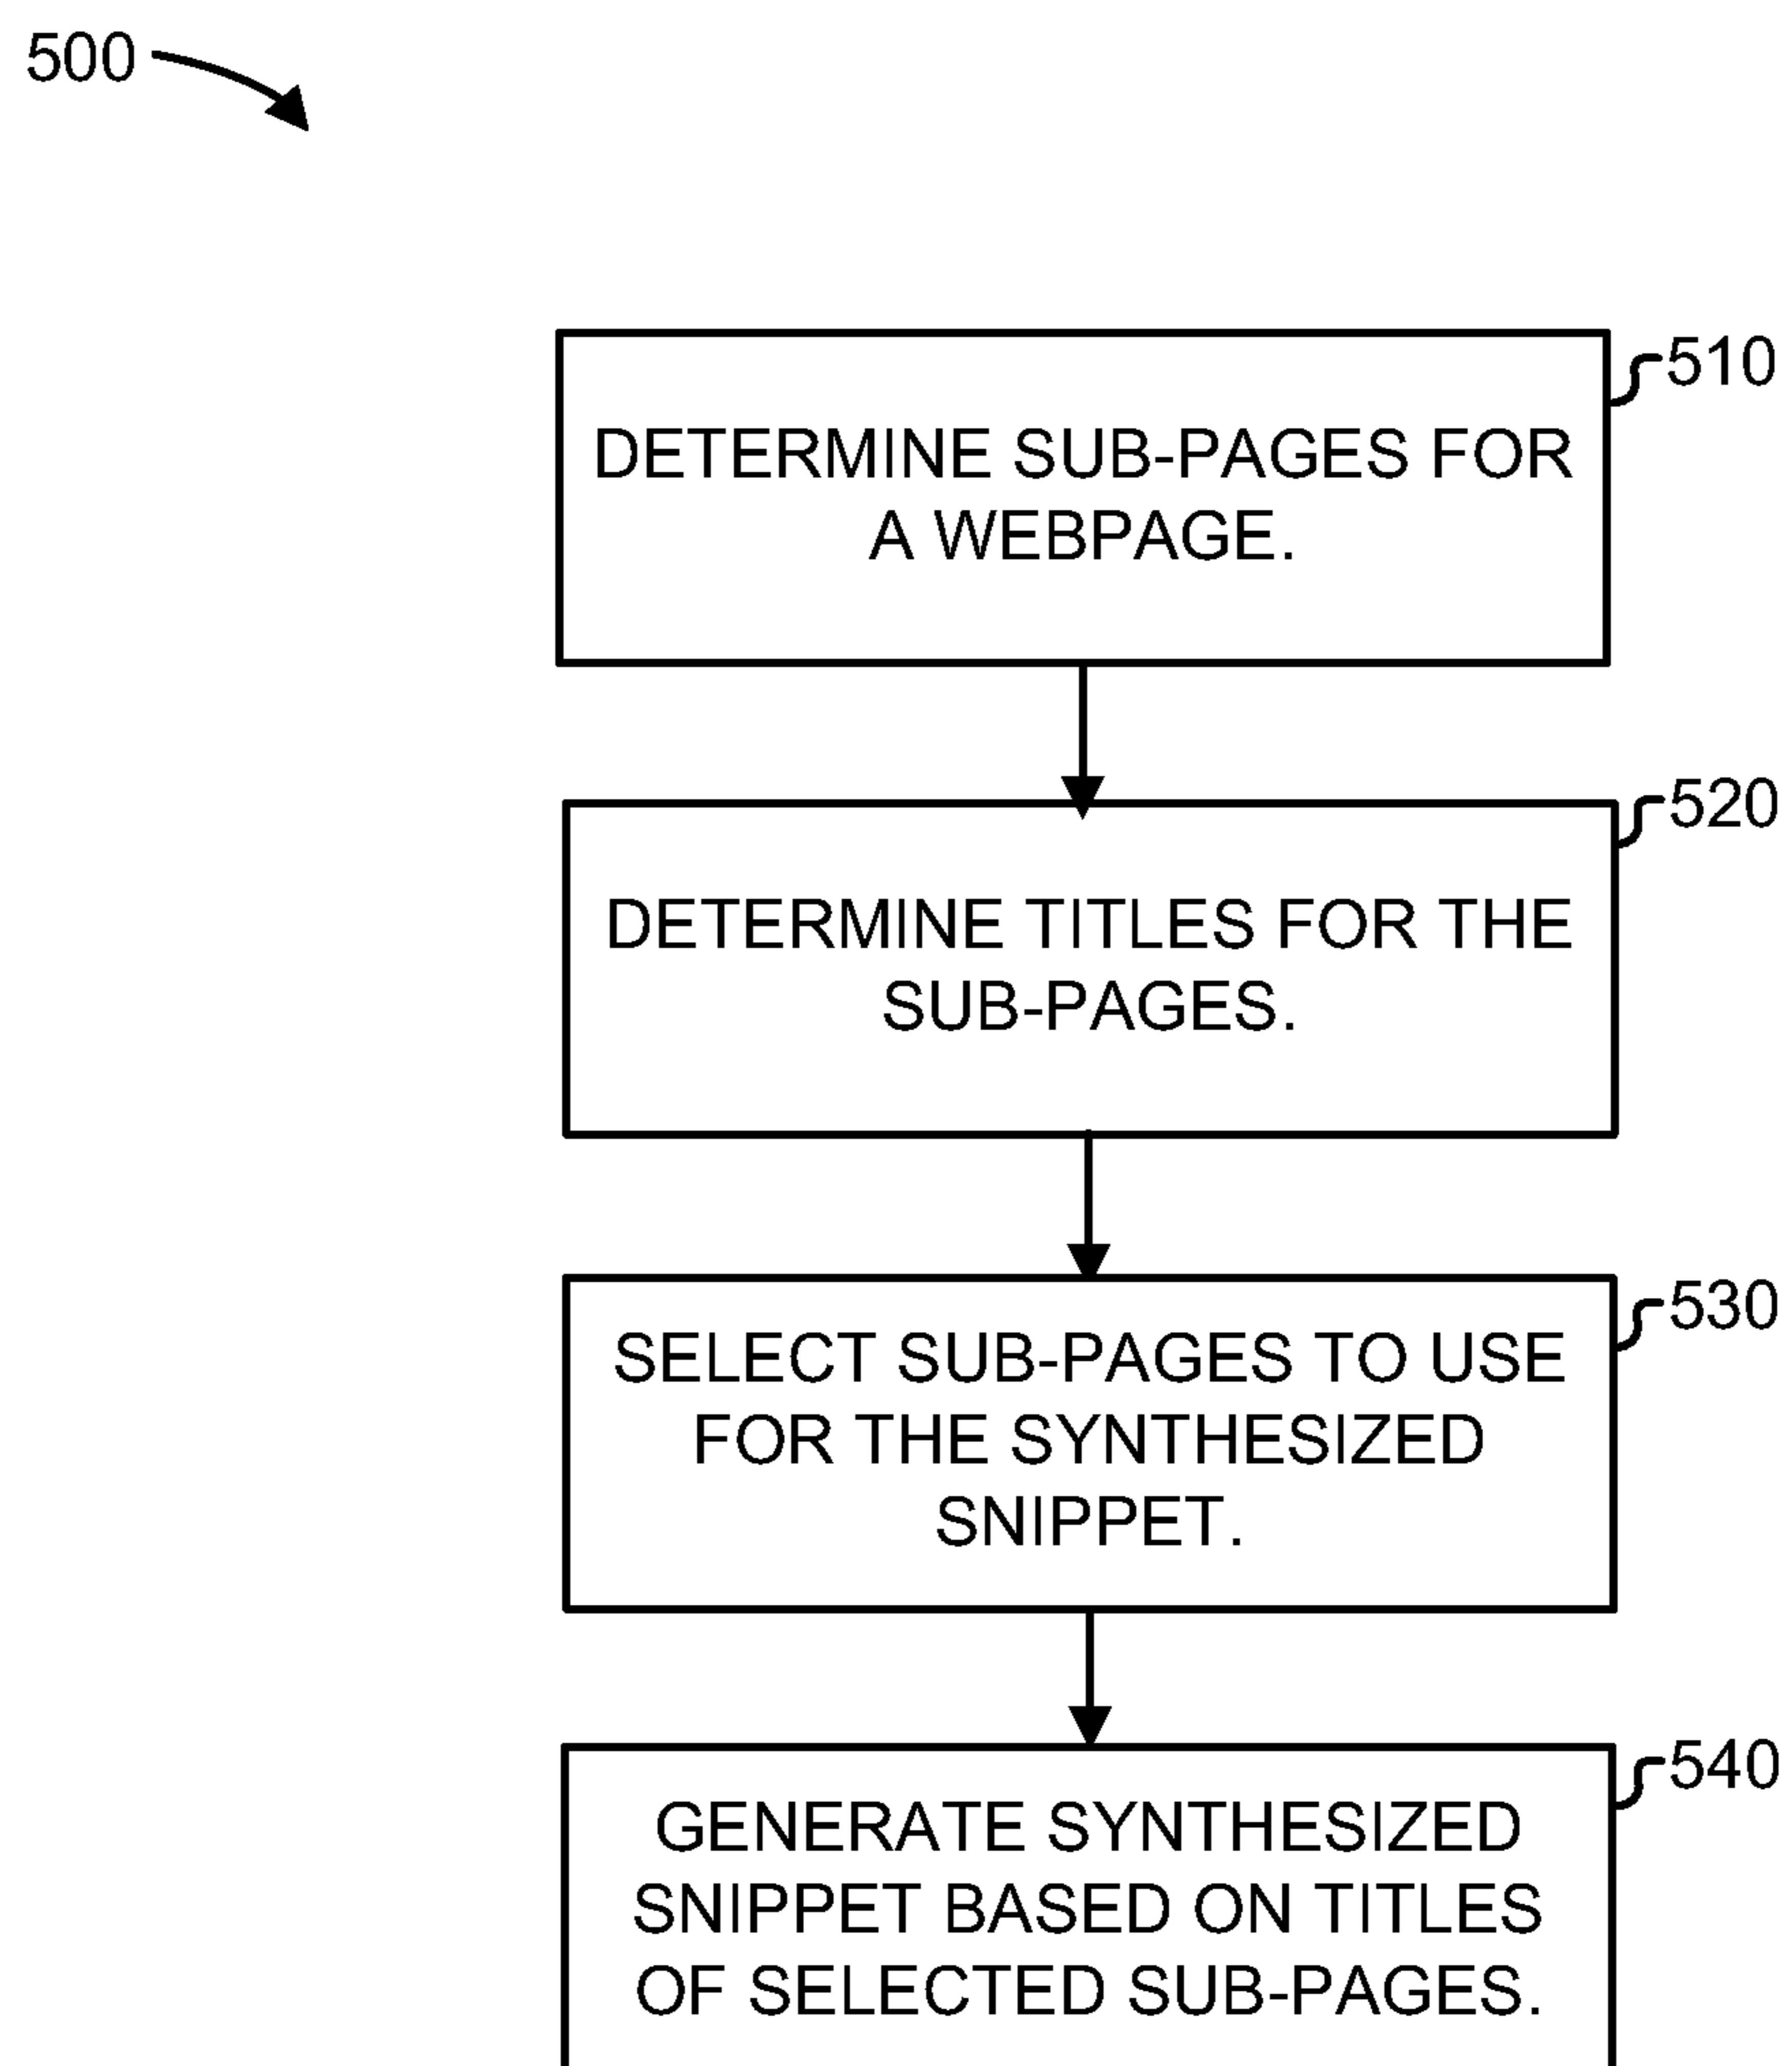 500
510
DETERMINE SUB-PAGES FOR
A WEBPAGE.
520
DETERMINE TITLES FOR THE
SUB-PAGES.
530
SELECT SUB-PAGES TO USE
FOR THE SYNTHESIZED
SNIPPET.
540
GENERATE SYNTHESIZED
SNIPPET BASED ON TITLES
OF SELECTED SUB-PAGES.